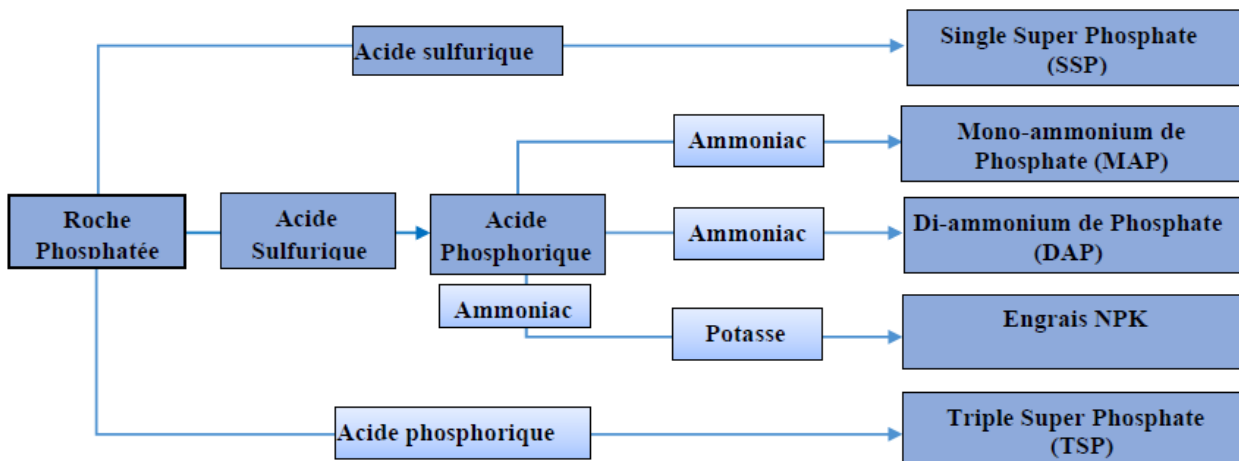 Acide sulfurique
Single Super Phosphate
(SSP)
Ammoniac
Mono-ammonium de
Phosphate (MAP)
Roche
Phosphatée
Acide
Sulfurique
Acide
Phosphorique
Ammoniac
Di-ammonium de Phosphate
(DAP)
Ammoniac
Potasse
Engrais NPK
Acide phosphorique
Triple Super Phosphate
(TSP)